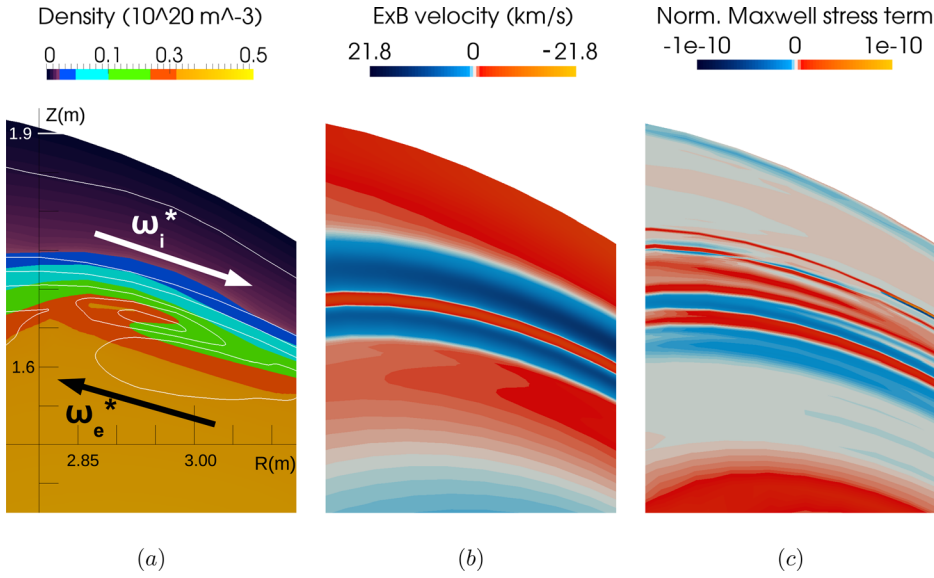 Density (10^20 m^-3)
0 0.1 0.3 0.5
ExB velocity (km/s)
21.8 0 -21.8
Norm. Maxwell stress term
-1e-10 0 1e-10
Z(m)
1.9
ω_i^*
1.6
ω_e^*
2.85 3.00 R(m)
(a) (b) (c)